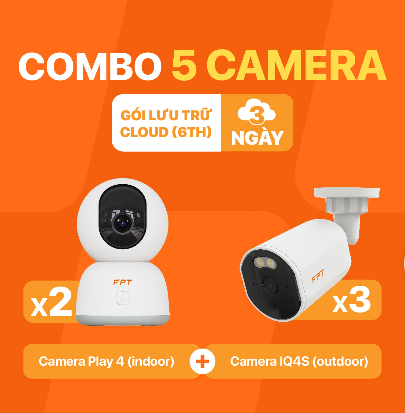 COMBO 5 CAMERA
GÓI LƯU TRỮ
CLOUD (6TH)
3
NGÀY
FPT
FPT
x2
x3
Camera Play 4 (indoor) + Camera IQ4S (outdoor)